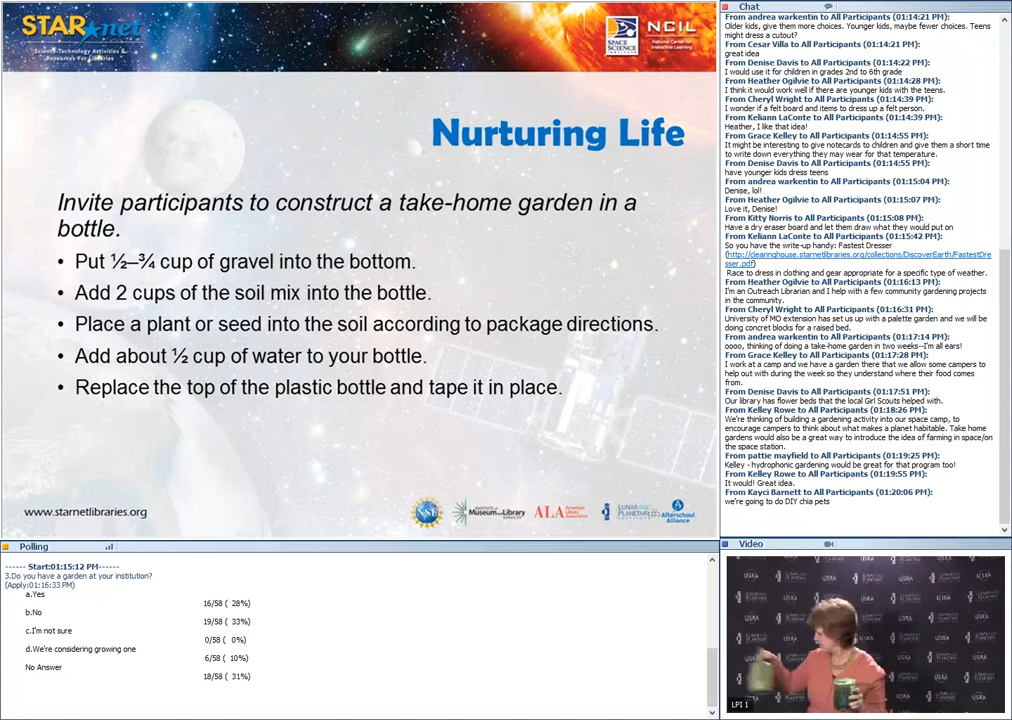 STAR net
Science-Technology Activities &
Resources For Libraries
SPACE
SCIENCE
INSTITUTE
NCIL
National Center for
Interactive Learning
Nurturing Life
Invite participants to construct a take-home garden in a
bottle.
• Put ½–¾ cup of gravel into the bottom.
• Add 2 cups of the soil mix into the bottle.
• Place a plant or seed into the soil according to package directions.
• Add about ½ cup of water to your bottle.
• Replace the top of the plastic bottle and tape it in place.
www.starnetlibraries.org
NSF
INSTITUTE of
Museum and Library
SERVICES
ALA American
Library
Association
LUNAR AND
PLANETARY
INSTITUTE
Afterschool
Alliance
Polling
------ Start:01:15:12 PM------
3.Do you have a garden at your institution?
(Apply:01:16:33 PM)
a.Yes
16/58 ( 28%)
b.No
19/58 ( 33%)
c.I'm not sure
0/58 ( 0%)
d.We're considering growing one
6/58 ( 10%)
No Answer
18/58 ( 31%)
Chat
From andrea warkentin to All Participants (01:14:21 PM):
Older kids, give them more choices. Younger kids, maybe fewer choices. Teens
might dress a cutout?
From Cesar Villa to All Participants (01:14:21 PM):
great idea
From Denise Davis to All Participants (01:14:22 PM):
I would use it for children in grades 2nd to 6th grade
From Heather Ogilvie to All Participants (01:14:28 PM):
I think it would work well if there are younger kids with the teens.
From Cheryl Wright to All Participants (01:14:39 PM):
I wonder if a felt board and items to dress up a felt person.
From Keliann LaConte to All Participants (01:14:39 PM):
Heather, I like that idea!
From Grace Kelley to All Participants (01:14:55 PM):
It might be interesting to give notecards to children and give them a short time
to write down everything they may wear for that temperature.
From Denise Davis to All Participants (01:14:55 PM):
have younger kids dress teens
From andrea warkentin to All Participants (01:15:04 PM):
Denise, lol!
From Heather Ogilvie to All Participants (01:15:07 PM):
Love it, Denise!
From Kitty Norris to All Participants (01:15:08 PM):
Have a dry eraser board and let them draw what they would put on
From Keliann LaConte to All Participants (01:15:42 PM):
So you have the write-up handy: Fastest Dresser
(http://clearinghouse.starnetlibraries.org/collections/DiscoverEarth/FastestDre
sser.pdf)
Race to dress in clothing and gear appropriate for a specific type of weather.
From Heather Ogilvie to All Participants (01:16:13 PM):
I'm an Outreach Librarian and I help with a few community gardening projects
in the community.
From Cheryl Wright to All Participants (01:16:31 PM):
University of MO extension has set us up with a palette garden and we will be
doing concret blocks for a raised bed.
From andrea warkentin to All Participants (01:17:14 PM):
oooo, thinking of doing a take-home garden in two weeks--I'm all ears!
From Grace Kelley to All Participants (01:17:28 PM):
I work at a camp and we have a garden there that we allow some campers to
help out with during the week so they understand where their food comes
from.
From Denise Davis to All Participants (01:17:51 PM):
Our library has flower beds that the local Girl Scouts helped with.
From Kelley Rowe to All Participants (01:18:26 PM):
We're thinking of building a gardening activity into our space camp, to
encourage campers to think about what makes a planet habitable. Take home
gardens would also be a great way to introduce the idea of farming in space/on
the space station.
From pattie mayfield to All Participants (01:19:25 PM):
Kelley - hydrophonic gardening would be great for that program too!
From Kelley Rowe to All Participants (01:19:55 PM):
It would! Great idea.
From Kayci Barnett to All Participants (01:20:06 PM):
we're going to do DIY chia pets
Video
USRA
LUNAR AND
PLANETARY
LPI 1